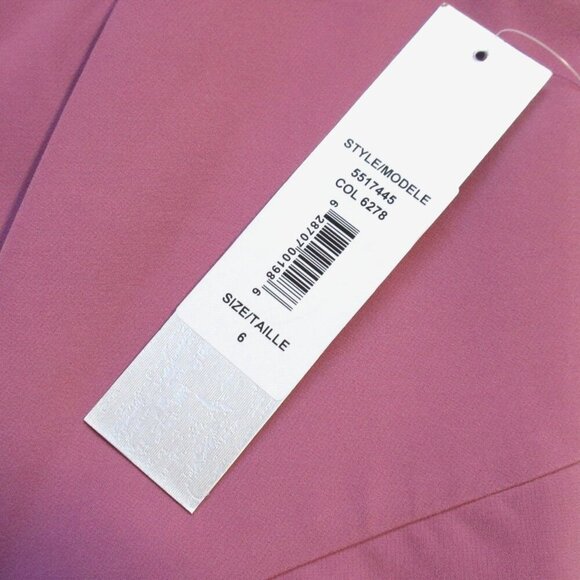 STYLE/MODELE
5517445
COL 6278
6 28707 00198 6
SIZE/TAILLE
6